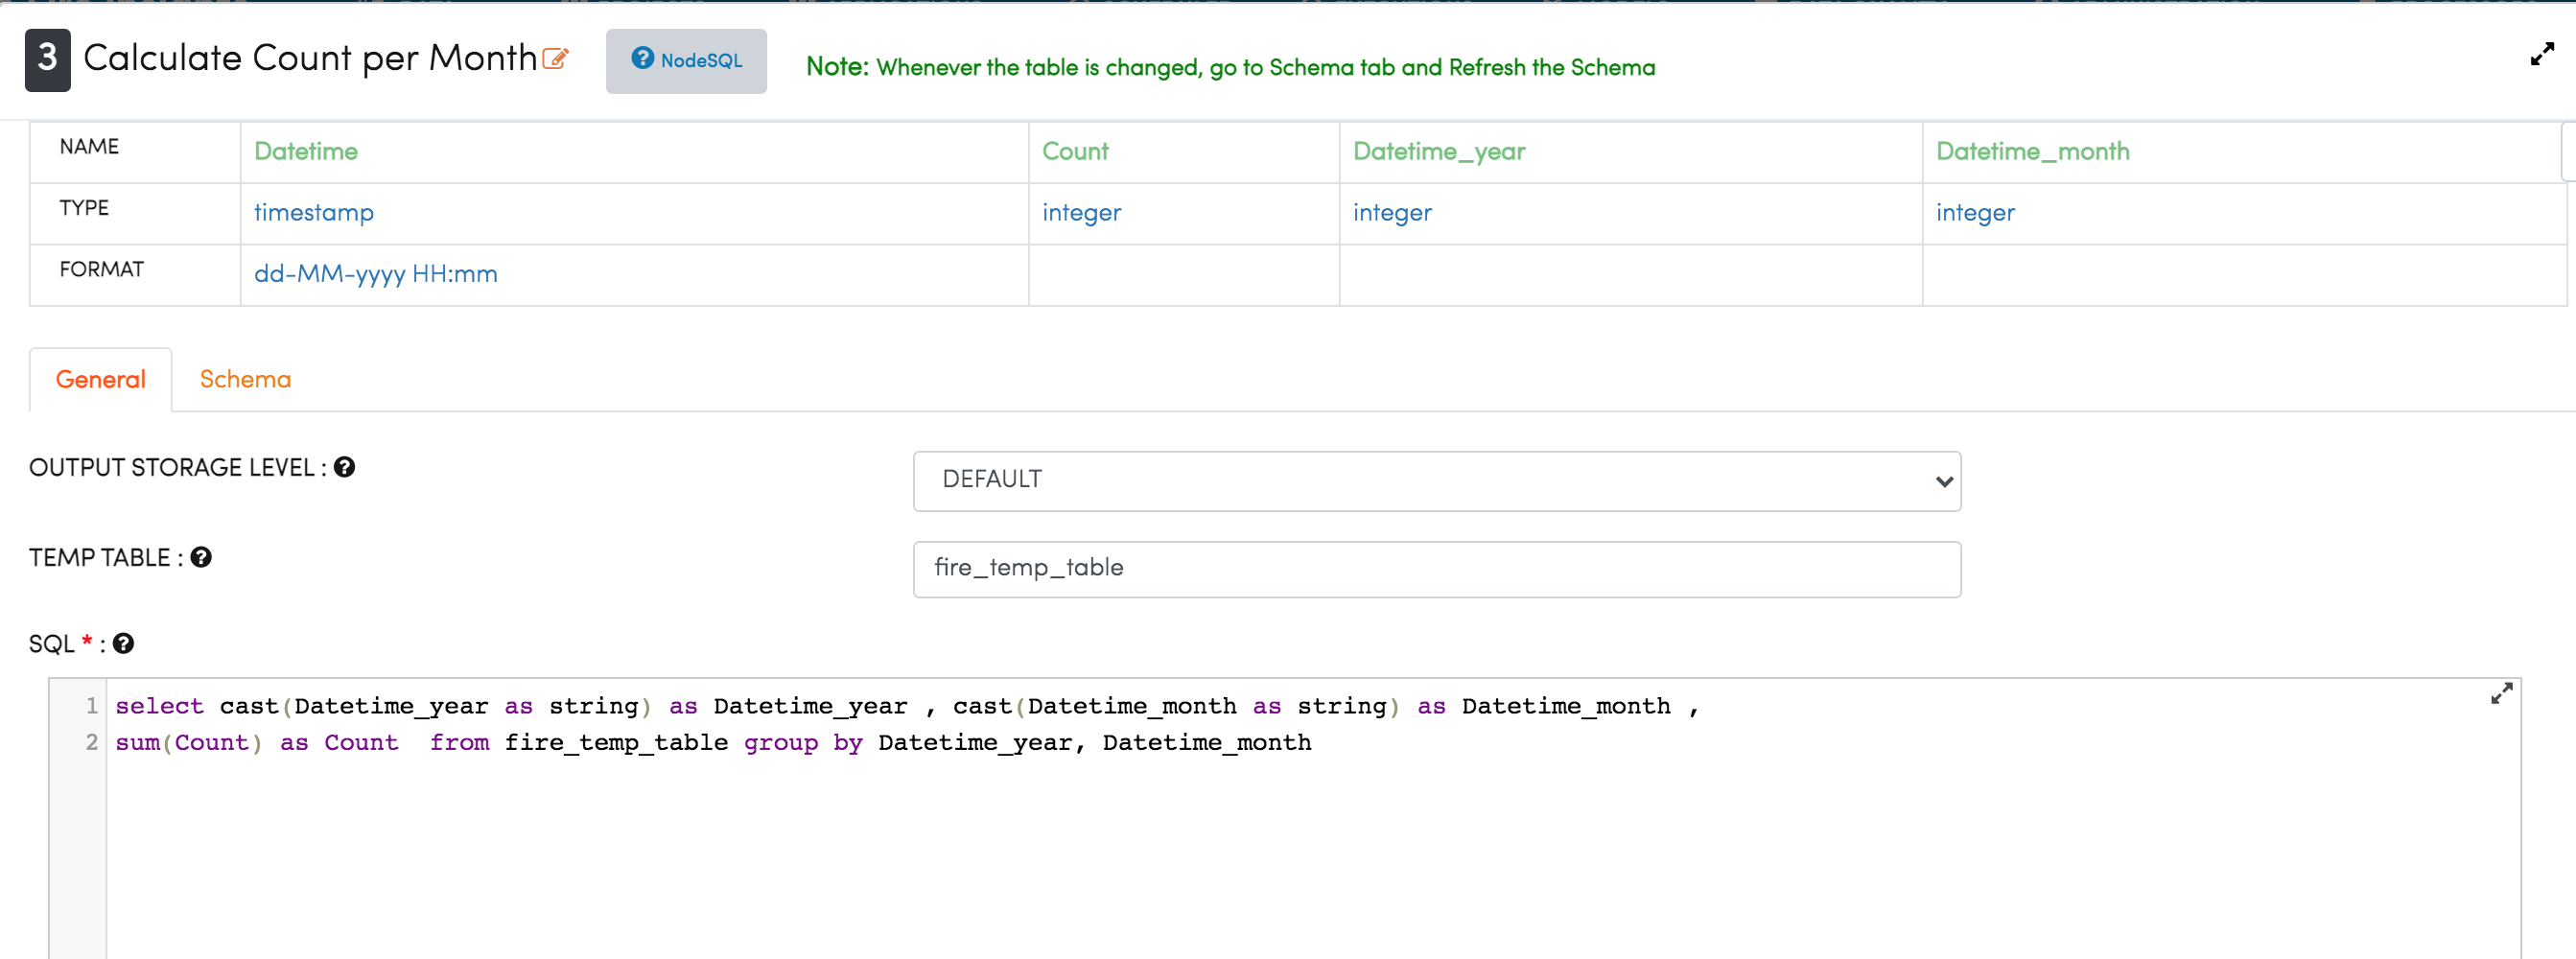 3 Calculate Count per Month
NodeSQL
Note: Whenever the table is changed, go to Schema tab and Refresh the Schema
NAME Datetime Count Datetime_year Datetime_month
TYPE timestamp integer integer integer
FORMAT dd-MM-yyyy HH:mm
General Schema
OUTPUT STORAGE LEVEL : DEFAULT
TEMP TABLE : fire_temp_table
SQL * :
1 select cast(Datetime_year as string) as Datetime_year , cast(Datetime_month as string) as Datetime_month ,
2 sum(Count) as Count  from fire_temp_table group by Datetime_year, Datetime_month